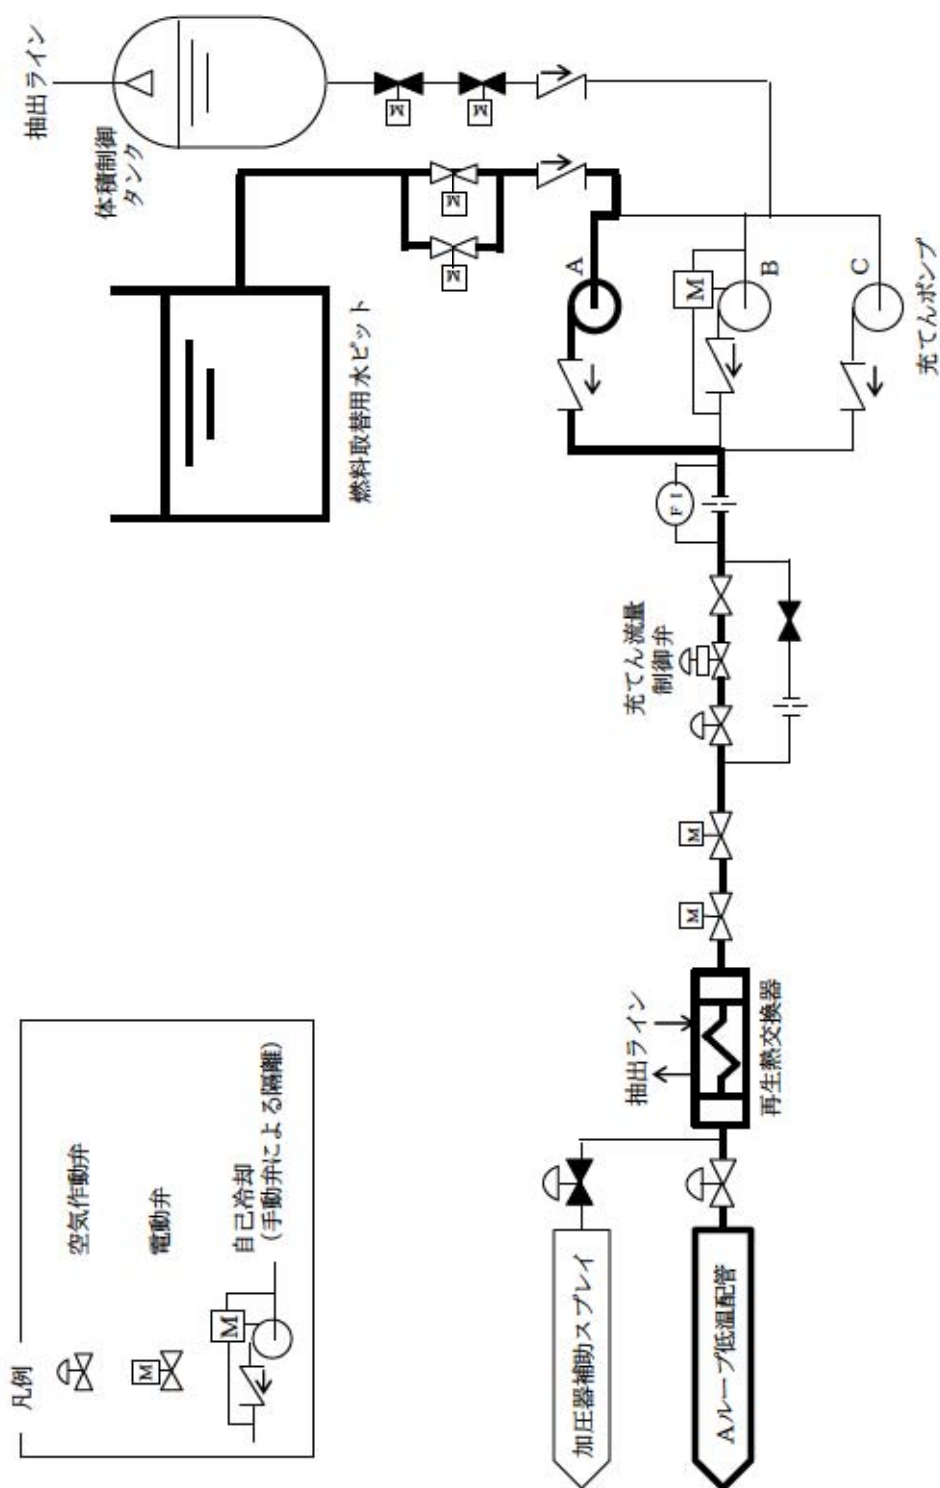 凡例
空気作動弁
M
電動弁
M
自己冷却
(手動弁による隔離)
加圧器補助スプレイ
Aループ低温配管
抽出ライン
再生熱交換器
M
M
充てん流量
制御弁
FI
燃料取替用水ピット
体積制御
タンク
抽出ライン
M
M
M
M
A
M
B
C
充てんポンプ